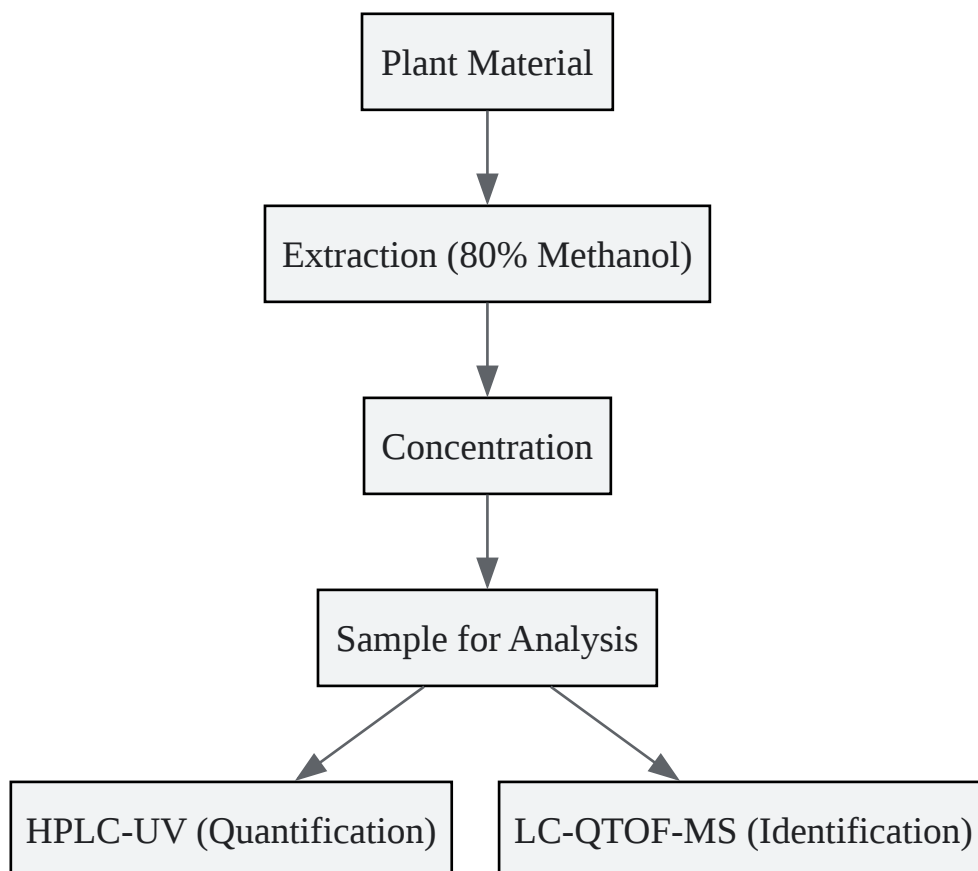 Plant Material
Extraction (80% Methanol)
Concentration
Sample for Analysis
HPLC-UV (Quantification)
LC-QTOF-MS (Identification)